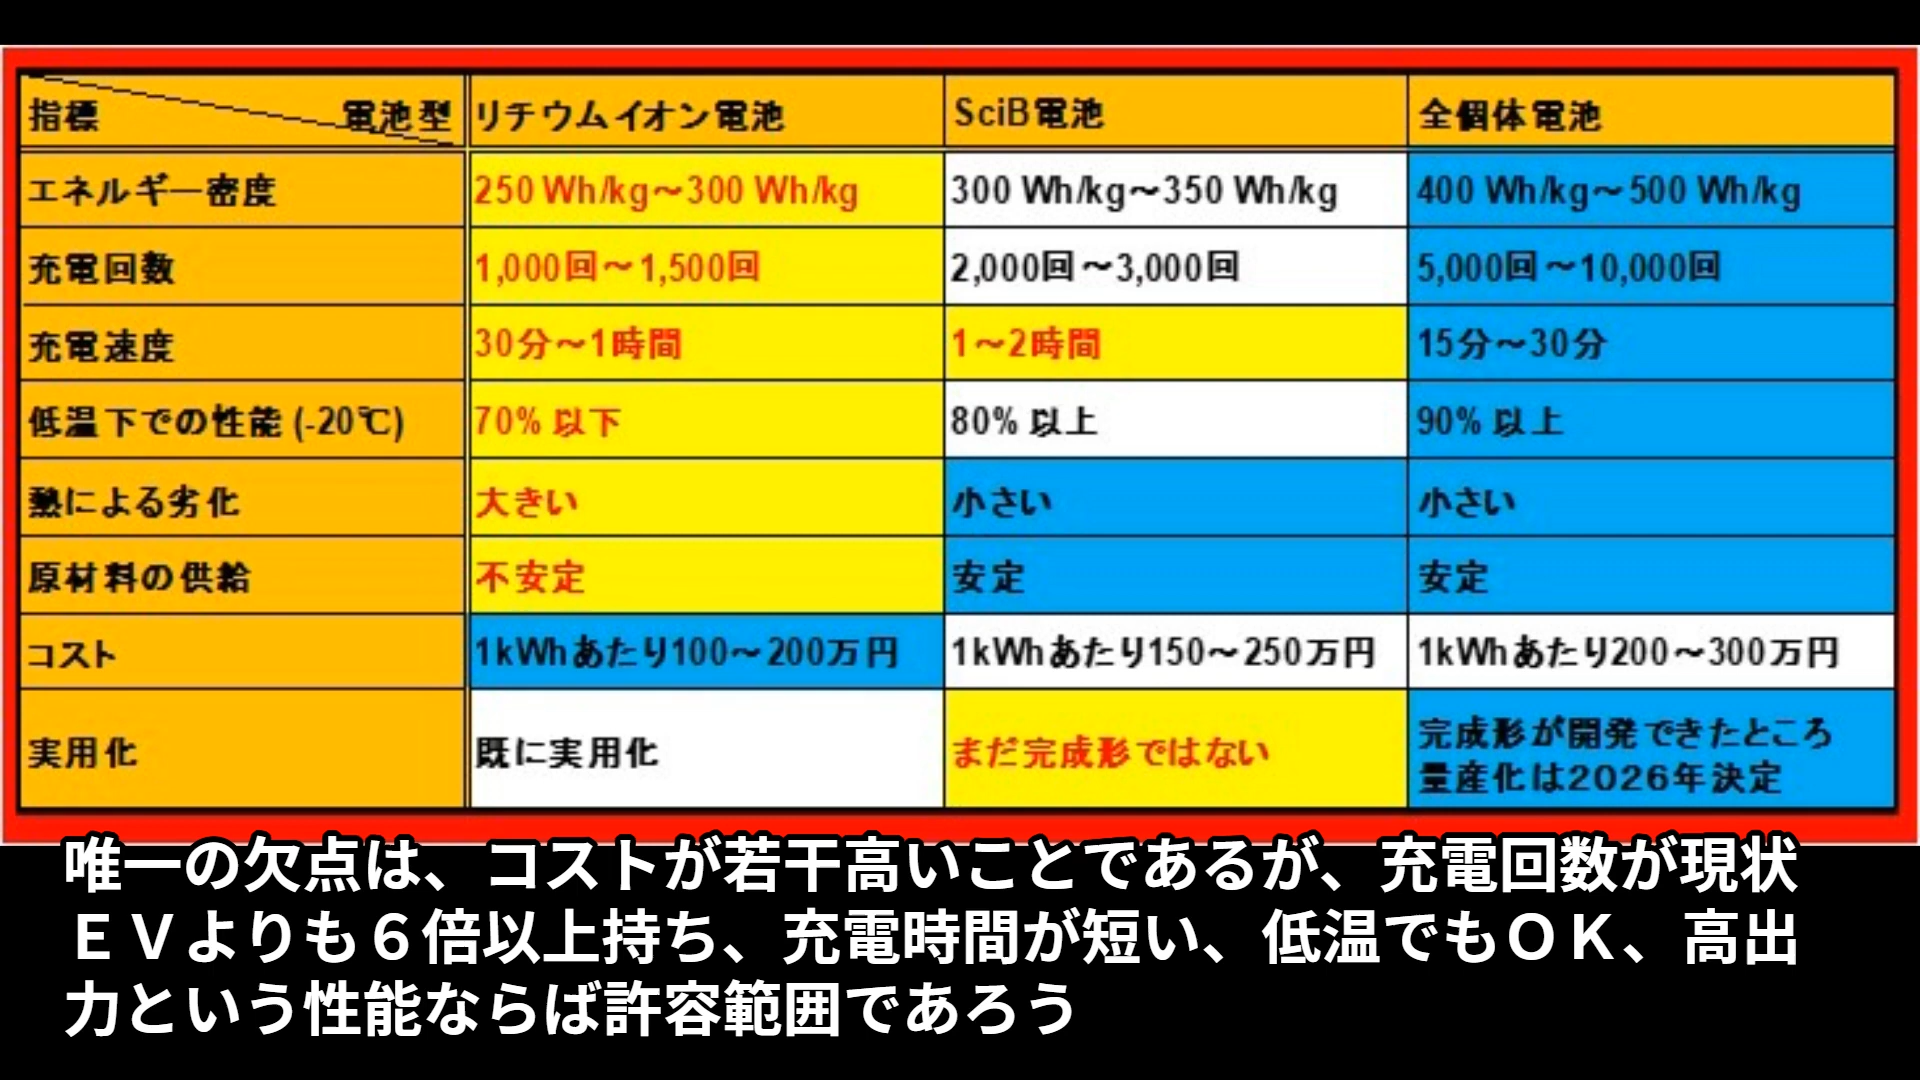 指標 電池型 リチウムイオン電池 SciB電池 全個体電池
エネルギー密度 250 Wh/kg～300 Wh/kg 300 Wh/kg～350 Wh/kg 400 Wh/kg～500 Wh/kg
充電回数 1,000回～1,500回 2,000回～3,000回 5,000回～10,000回
充電速度 30分～1時間 1～2時間 15分～30分
低温下での性能 (-20℃) 70% 以下 80% 以上 90% 以上
熱による劣化 大きい 小さい 小さい
原材料の供給 不安定 安定 安定
コスト 1kWhあたり100～200万円 1kWhあたり150～250万円 1kWhあたり200～300万円
実用化 既に実用化 まだ完成形ではない 完成形が開発できたところ
量産化は2026年決定
唯一の欠点は、コストが若干高いことであるが、充電回数が現状
ＥＶよりも６倍以上持ち、充電時間が短い、低温でもＯＫ、高出
力という性能ならば許容範囲であろう